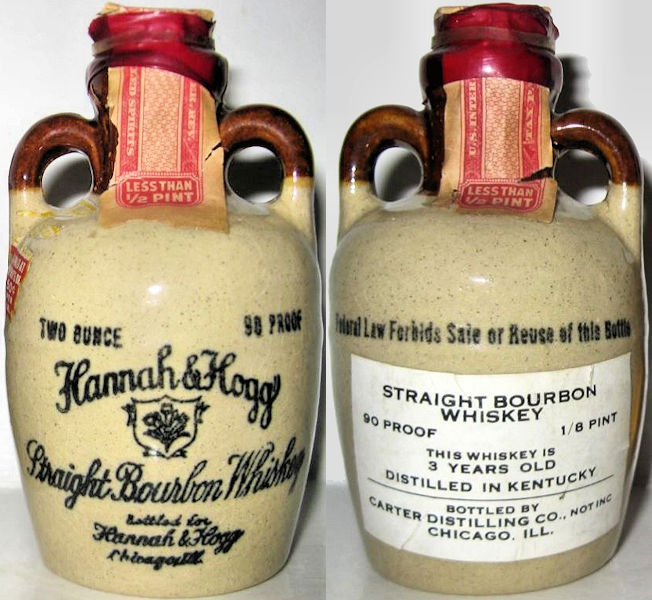 LESS THAN
1/2 PINT
TWO OUNCE 90 PROOF
Hannah & Hogg
Straight Bourbon Whiskey
Bottled for
Hannah & Hogg
Chicago, Ill.
U.S. INTER
LESS THAN
1/2 PINT
Federal Law Forbids Sale or Reuse of this Bottle
STRAIGHT BOURBON
WHISKEY
90 PROOF 1/8 PINT
THIS WHISKEY IS
3 YEARS OLD
DISTILLED IN KENTUCKY
BOTTLED BY
CARTER DISTILLING CO., NOT INC
CHICAGO, ILL.